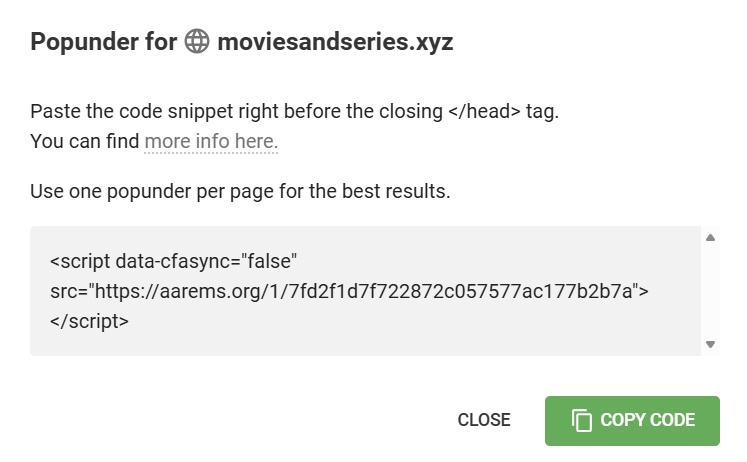 Popunder for moviesandseries.xyz
Paste the code snippet right before the closing </head> tag.
You can find more info here.
Use one popunder per page for the best results.
<script data-cfasync="false"
src="https://aarems.org/1/7fd2f1d7f722872c057577ac177b2b7a">
</script>
CLOSE COPY CODE